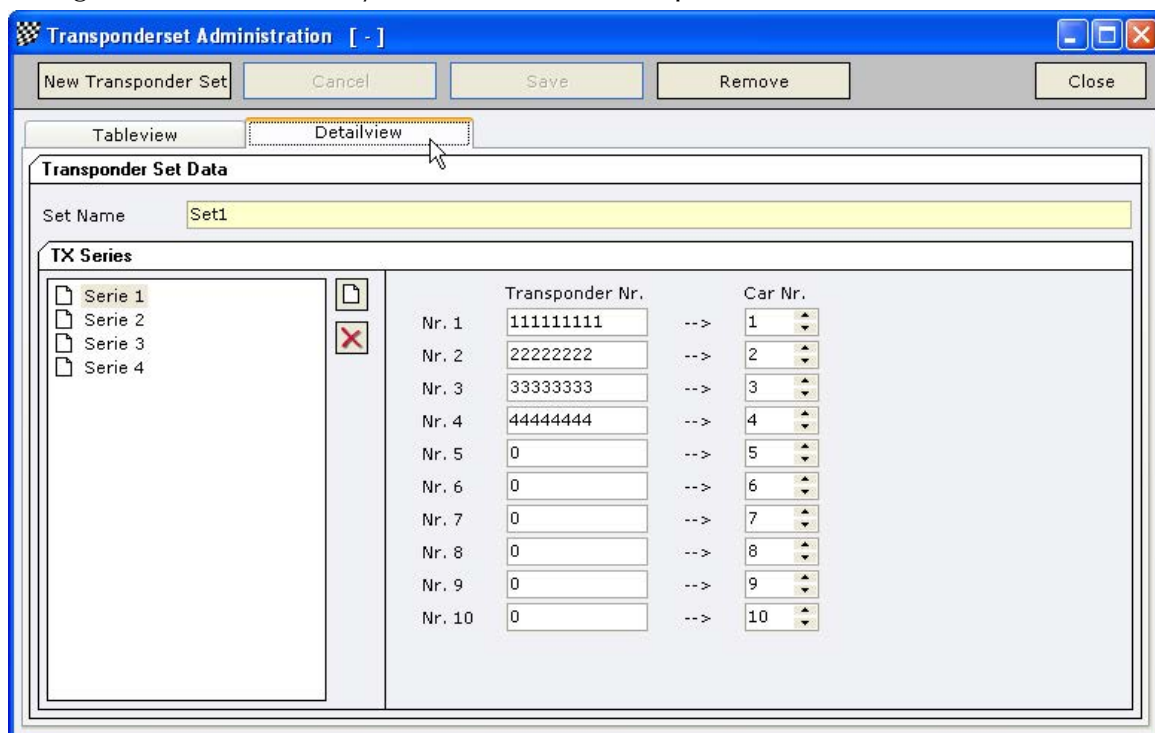 Transponderset Administration [ - ]
New Transponder Set Cancel Save Remove Close
Tableview Detailview
Transponder Set Data
Set Name Set1
TX Series
Serie 1
Serie 2
Serie 3
Serie 4
Transponder Nr. Car Nr.
Nr. 1 111111111 --> 1
Nr. 2 22222222 --> 2
Nr. 3 33333333 --> 3
Nr. 4 44444444 --> 4
Nr. 5 0 --> 5
Nr. 6 0 --> 6
Nr. 7 0 --> 7
Nr. 8 0 --> 8
Nr. 9 0 --> 9
Nr. 10 0 --> 10